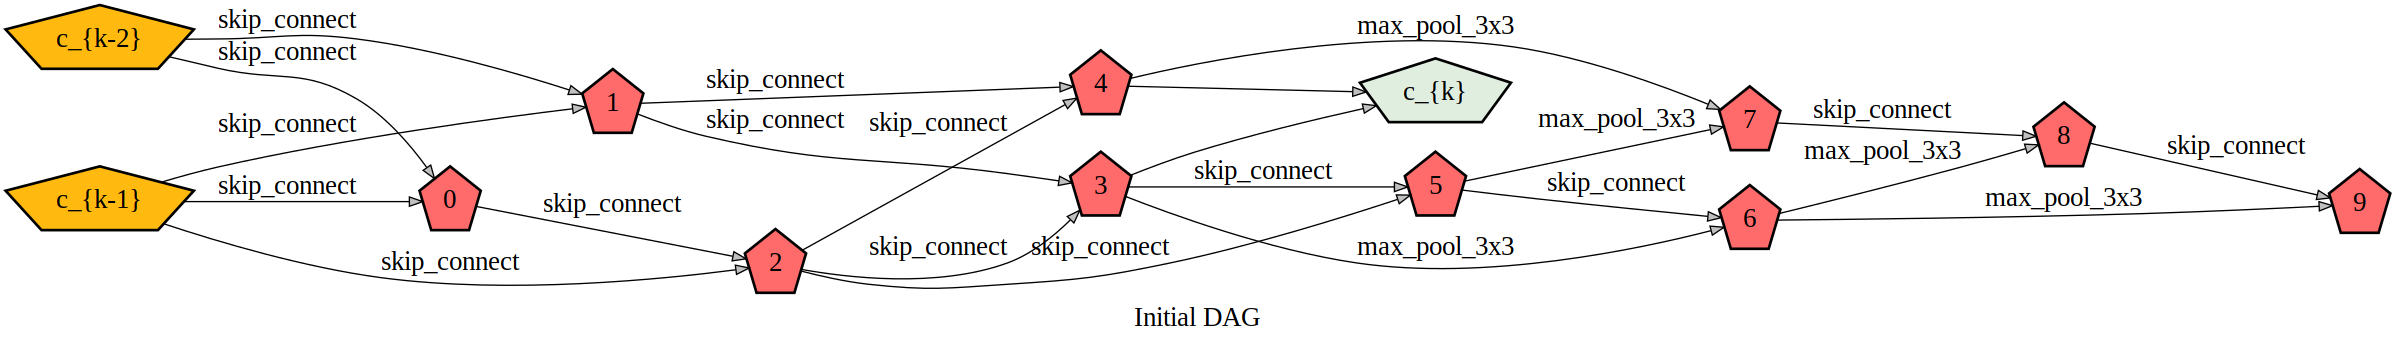 c_{k-2}
skip_connect
skip_connect
skip_connect
c_{k-1}
skip_connect
skip_connect
0
skip_connect
1
skip_connect
skip_connect
2
skip_connect
skip_connect
skip_connect
4
3
max_pool_3x3
c_{k}
skip_connect
max_pool_3x3
5
max_pool_3x3
skip_connect
7
6
skip_connect
max_pool_3x3
max_pool_3x3
8
skip_connect
9
Initial DAG